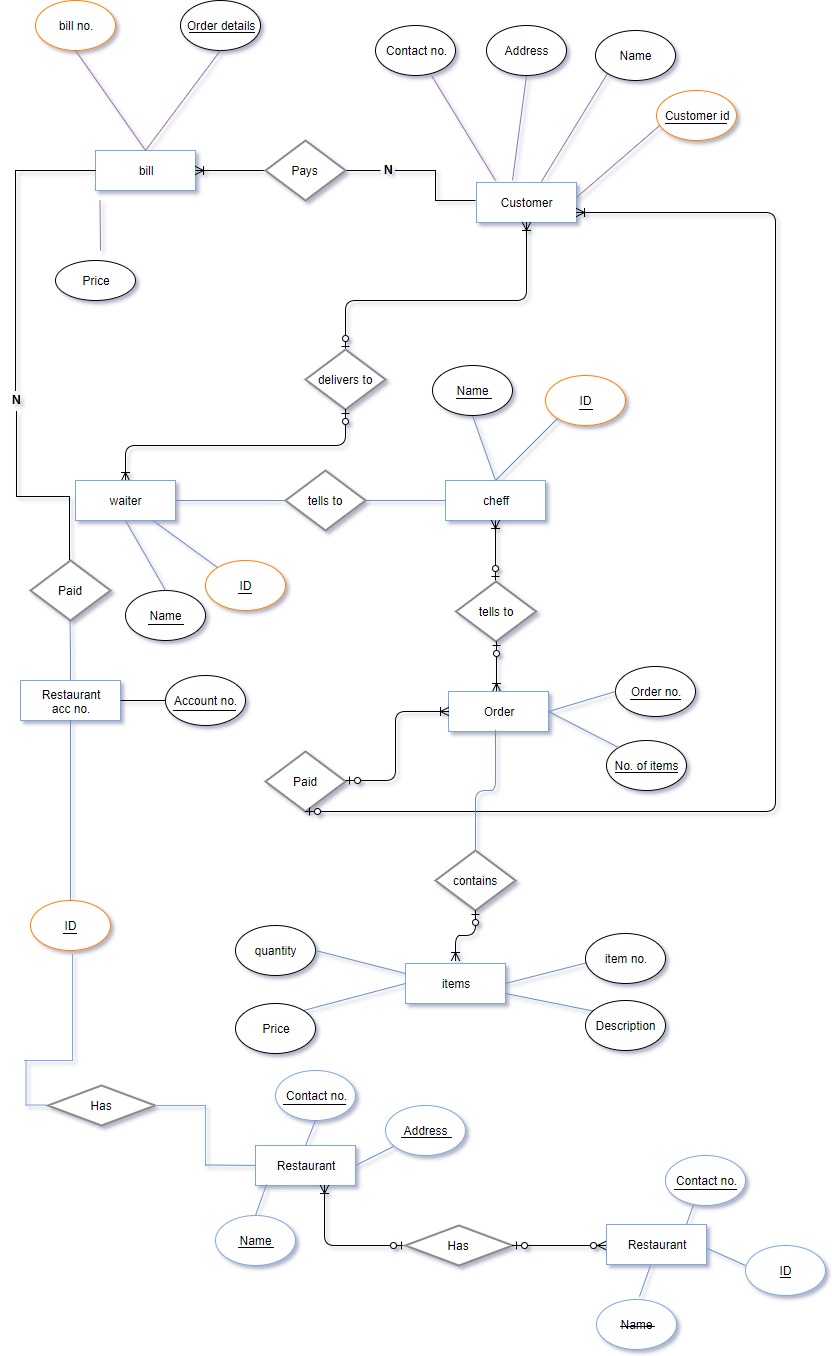 bill no.
Order details
Contact no.
Address
Name
Customer id
bill
Pays
N
Customer
Price
delivers to
Name
ID
N
waiter
tells to
cheff
Paid
Name
ID
tells to
Restaurant
acc no.
Account no.
Order
Order no.
No. of items
Paid
contains
ID
quantity
items
item no.
Price
Description
Has
Contact no.
Address
Restaurant
Name
Contact no.
Has
Restaurant
ID
Name